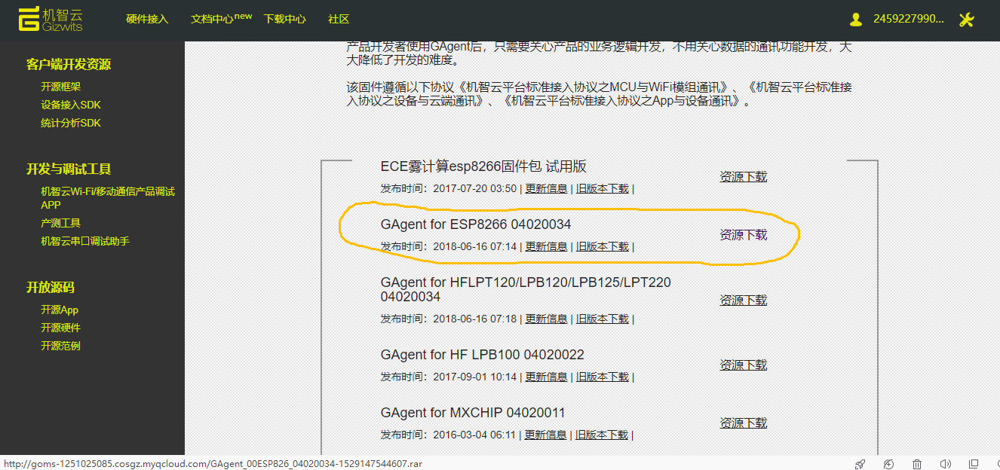 机智云
Gizwits
硬件接入 文档中心new 下载中心 社区
2459227990...
客户端开发资源
开源框架
设备接入SDK
统计分析SDK
开发与调试工具
机智云Wi-Fi/移动通信产品调试
APP
产测工具
机智云串口调试助手
开放源码
开源App
开源硬件
开源范例
产品开发者使用GAgent后，只需要关心产品的业务逻辑开发，不用关心数据的通讯功能开发，大
大降低了开发的难度。
该固件遵循以下协议《机智云平台标准接入协议之MCU与WiFi模组通讯》、《机智云平台标准接
入协议之设备与云端通讯》、《机智云平台标准接入协议之App与设备通讯》。
ECE雾计算esp8266固件包 试用版
资源下载
发布时间：2017-07-20 03:50 | 更新信息 | 旧版本下载 |
GAgent for ESP8266 04020034
资源下载
发布时间：2018-06-16 07:14 | 更新信息 | 旧版本下载 |
GAgent for HFLPT120/LPB120/LPB125/LPT220
04020034
资源下载
发布时间：2018-06-16 07:18 | 更新信息 | 旧版本下载 |
GAgent for HF LPB100 04020022
资源下载
发布时间：2017-09-01 10:14 | 更新信息 | 旧版本下载 |
GAgent for MXCHIP 04020011
资源下载
发布时间：2016-03-04 06:11 | 更新信息 | 旧版本下载 |
http://goms-1251025085.cosgz.myqcloud.com/GAgent_00ESP826_04020034-1529147544607.rar